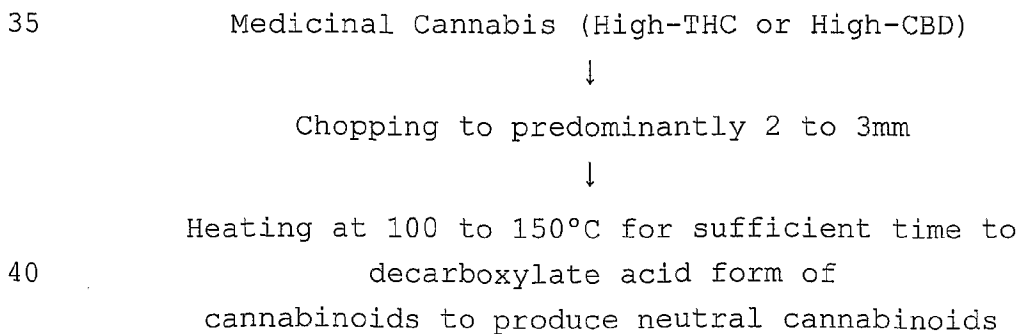 35 Medicinal Cannabis (High-THC or High-CBD)
↓
Chopping to predominantly 2 to 3mm
↓
Heating at 100 to 150°C for sufficient time to
40 decarboxylate acid form of
cannabinoids to produce neutral cannabinoids